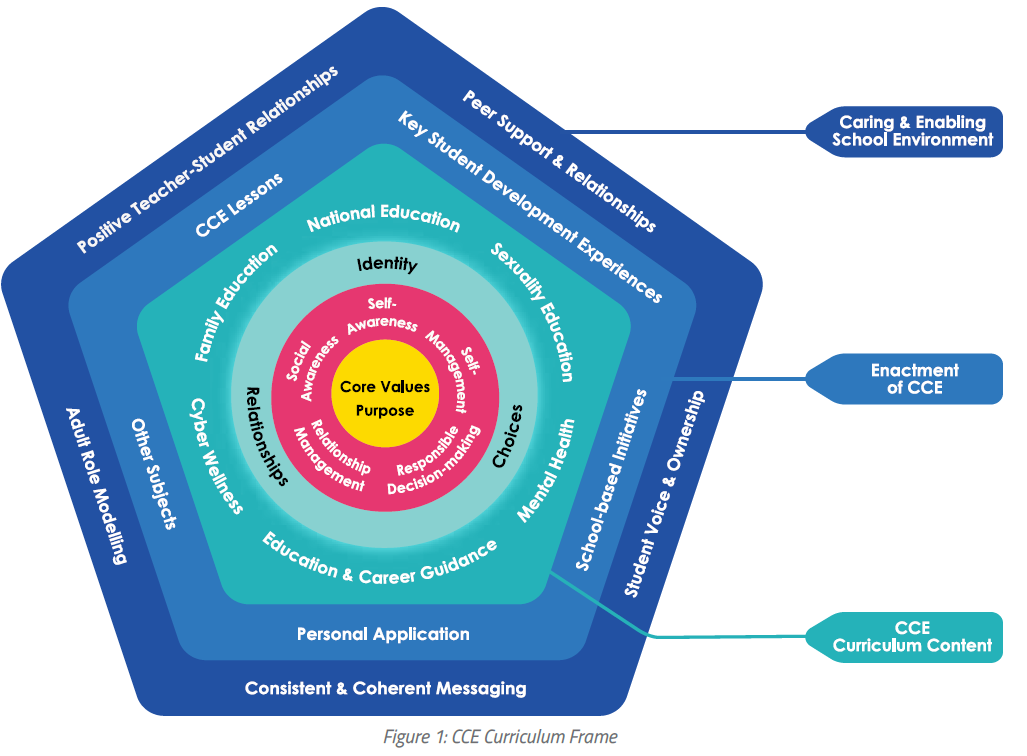 Positive Teacher-Student Relationships
Peer Support & Relationships
Caring & Enabling
School Environment
CCE Lessons
Key Student Development Experiences
National Education
Family Education
Sexuality Education
Identity
Self-
Awareness
Social
Awareness
Self-
Management
Core Values
Purpose
Enactment
of CCE
Relationships
Choices
Relationship
Management
Responsible
Decision-making
Cyber Wellness
Mental Health
Adult Role Modelling
Other Subjects
School-based Initiatives
Student Voice & Ownership
Education & Career Guidance
CCE
Curriculum Content
Personal Application
Consistent & Coherent Messaging
Figure 1: CCE Curriculum Frame